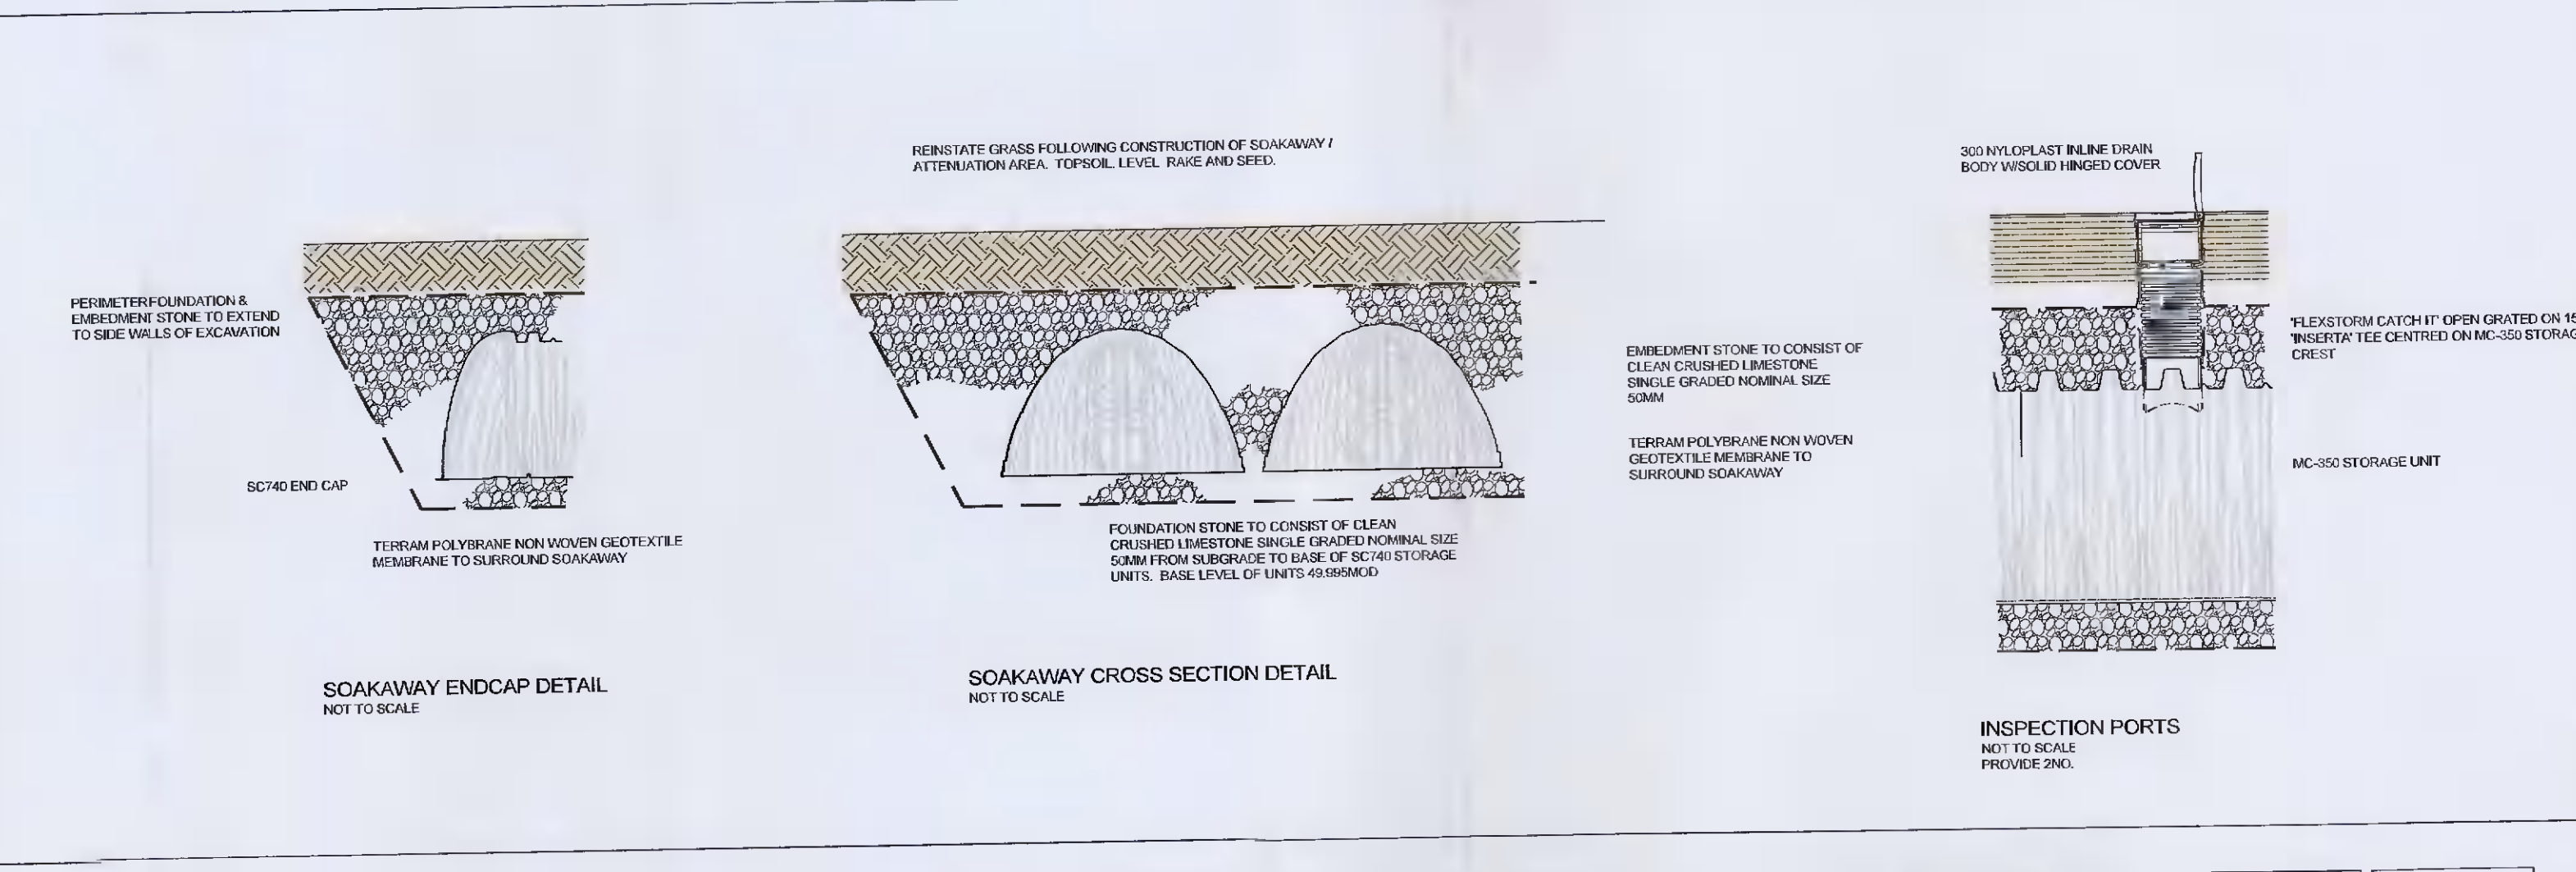 REINSTATE GRASS FOLLOWING CONSTRUCTION OF SOAKAWAY /
ATTENUATION AREA. TOPSOIL. LEVEL RAKE AND SEED.
PERIMETER FOUNDATION &
EMBEDMENT STONE TO EXTEND
TO SIDE WALLS OF EXCAVATION
SC740 END CAP
TERRAM POLYBRANE NON WOVEN GEOTEXTILE
MEMBRANE TO SURROUND SOAKAWAY
SOAKAWAY ENDCAP DETAIL
NOT TO SCALE
FOUNDATION STONE TO CONSIST OF CLEAN
CRUSHED LIMESTONE SINGLE GRADED NOMINAL SIZE
50MM FROM SUBGRADE TO BASE OF SC740 STORAGE
UNITS. BASE LEVEL OF UNITS 49.995MOD
SOAKAWAY CROSS SECTION DETAIL
NOT TO SCALE
EMBEDMENT STONE TO CONSIST OF
CLEAN CRUSHED LIMESTONE
SINGLE GRADED NOMINAL SIZE
50MM
TERRAM POLYBRANE NON WOVEN
GEOTEXTILE MEMBRANE TO
SURROUND SOAKAWAY
300 NYLOPLAST INLINE DRAIN
BODY W/SOLID HINGED COVER
'FLEXSTORM CATCH IT' OPEN GRATED ON
'INSERTA' TEE CENTRED ON MC-350
CREST
MC-350 STORAGE UNIT
INSPECTION PORTS
NOT TO SCALE
PROVIDE 2NO.